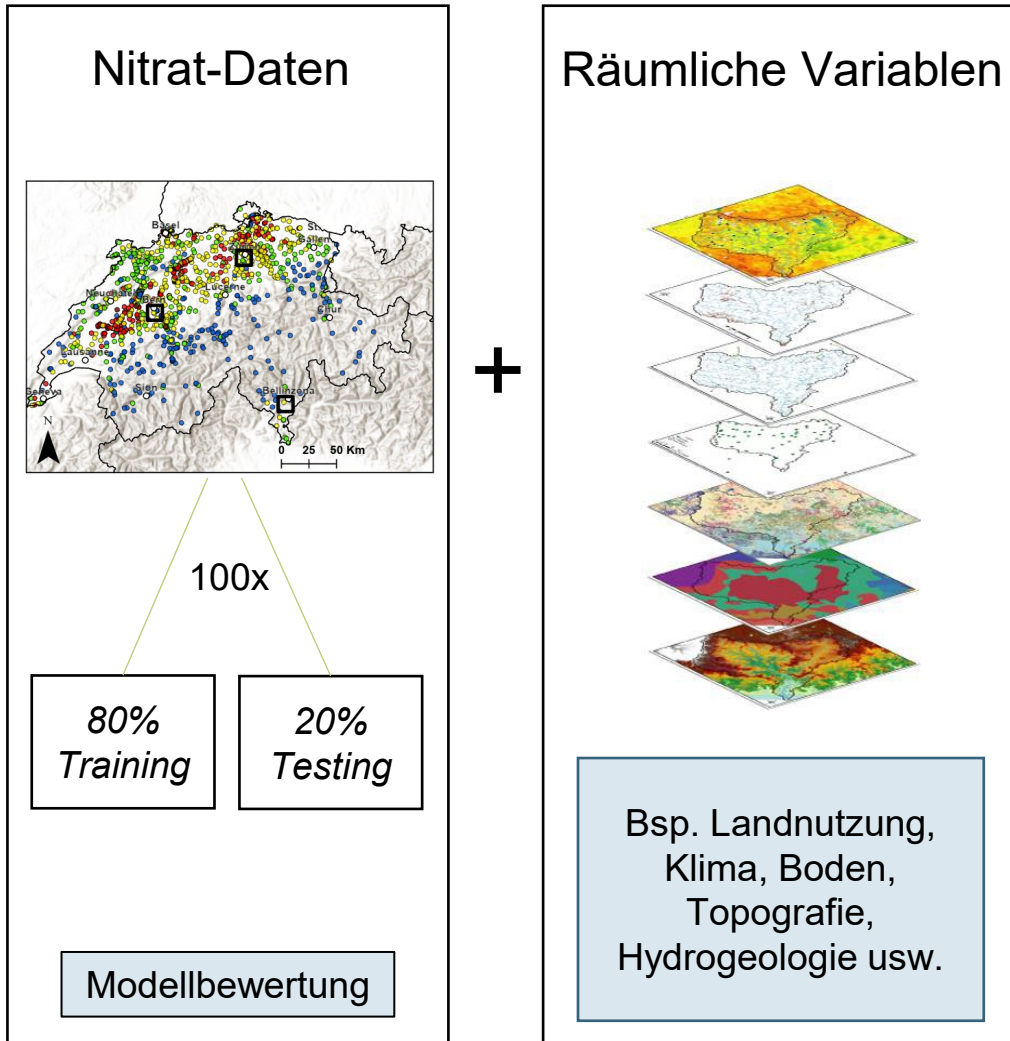 Nitrat-Daten
Basel
St.
Gallen
Neuchâtel
Bern
Lucerne
Chur
Lausanne
Geneva
Sion
Bellinzona
N
0 25 50 Km
100x
80%
Training
20%
Testing
Modellbewertung
+
Räumliche Variablen
Bsp. Landnutzung,
Klima, Boden,
Topografie,
Hydrogeologie usw.